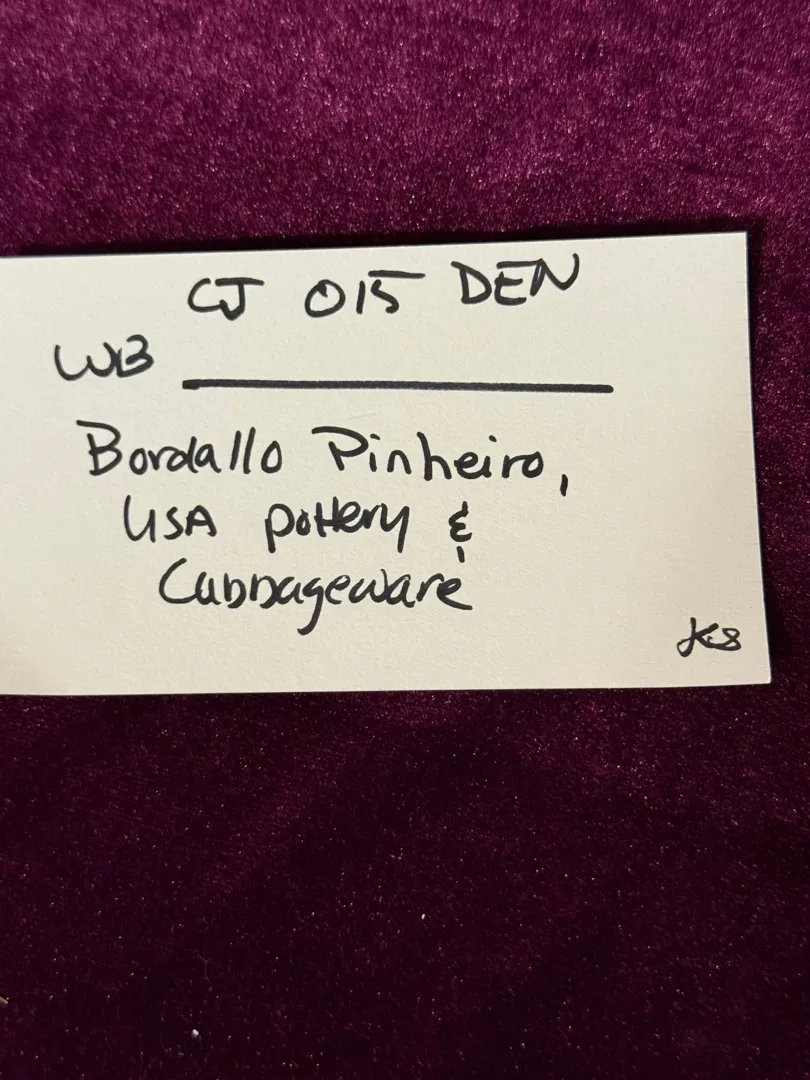 CJ 015 DEN
WB
Bordallo Pinheiro,
USA pottery &
Cabbageware
KS